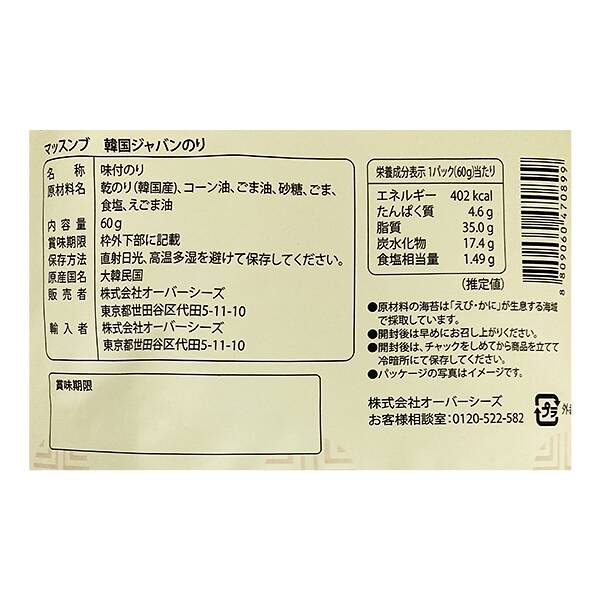 マッスンブ 韓国ジャバンのり
名称 味付のり
原材料名 乾のり(韓国産)、コーン油、ごま油、砂糖、ごま、
食塩、えごま油
内容量 60g
賞味期限 枠外下部に記載
保存方法 直射日光、高温多湿を避けて保存してください。
原産国名 大韓民国
販売者 株式会社オーバーシーズ
東京都世田谷区代田5-11-10
輸入者 株式会社オーバーシーズ
東京都世田谷区代田5-11-10
賞味期限
栄養成分表示 1パック(60g)当たり
エネルギー 402 kcal
たんぱく質 4.6 g
脂質 35.0 g
炭水化物 17.4 g
食塩相当量 1.49 g
(推定値)
●原材料の海苔は「えび・かに」が生息する海域
で採取しています。
●開封後は早めにお召し上がりください。
●開封後は、チャックをしめてから商品を立てて
冷暗所にて保存してください。
●パッケージの写真はイメージです。
株式会社オーバーシーズ
お客様相談室:0120-522-582
プラ
外
8 809060 470899